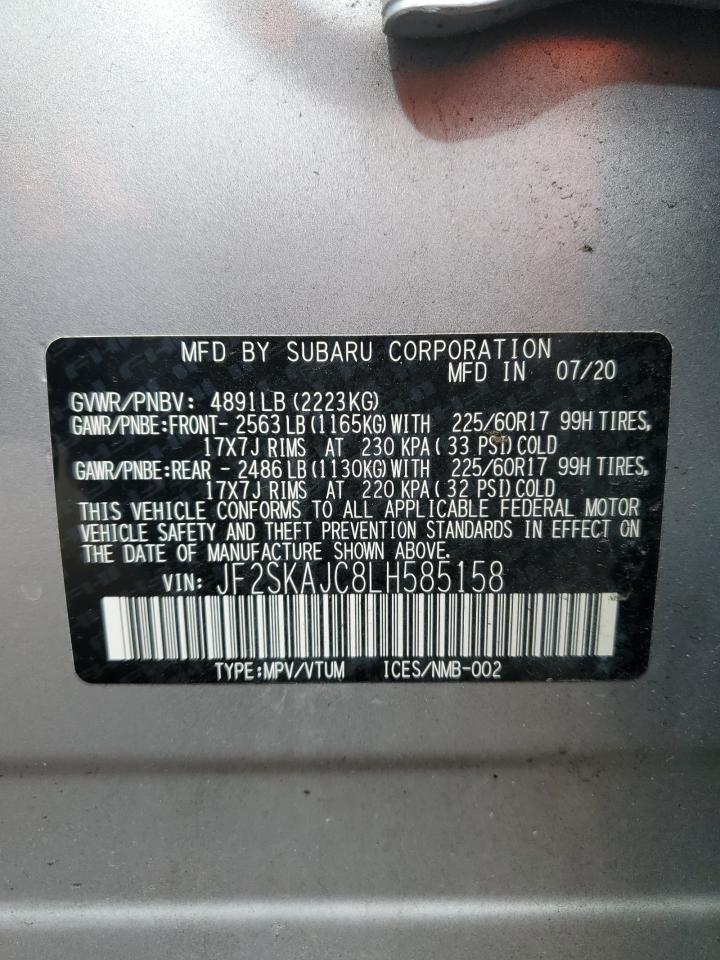 MFD BY SUBARU CORPORATION
MFD IN 07/20
GVWR/PNBV: 4891LB (2223KG)
GAWR/PNBE:FRONT- 2563 LB (1165KG) WITH 225/60R17 99H TIRES,
17X7J RIMS AT 230 KPA ( 33 PSI) COLD
GAWR/PNBE:REAR - 2486 LB (1130KG) WITH 225/60R17 99H TIRES,
17X7J RIMS AT 220 KPA ( 32 PSI) COLD
THIS VEHICLE CONFORMS TO ALL APPLICABLE FEDERAL MOTOR
VEHICLE SAFETY AND THEFT PREVENTION STANDARDS IN EFFECT ON
THE DATE OF MANUFACTURE SHOWN ABOVE.
VIN: JF2SKAJC8LH585158
TYPE:MPV/VTUM ICES/NMB-002